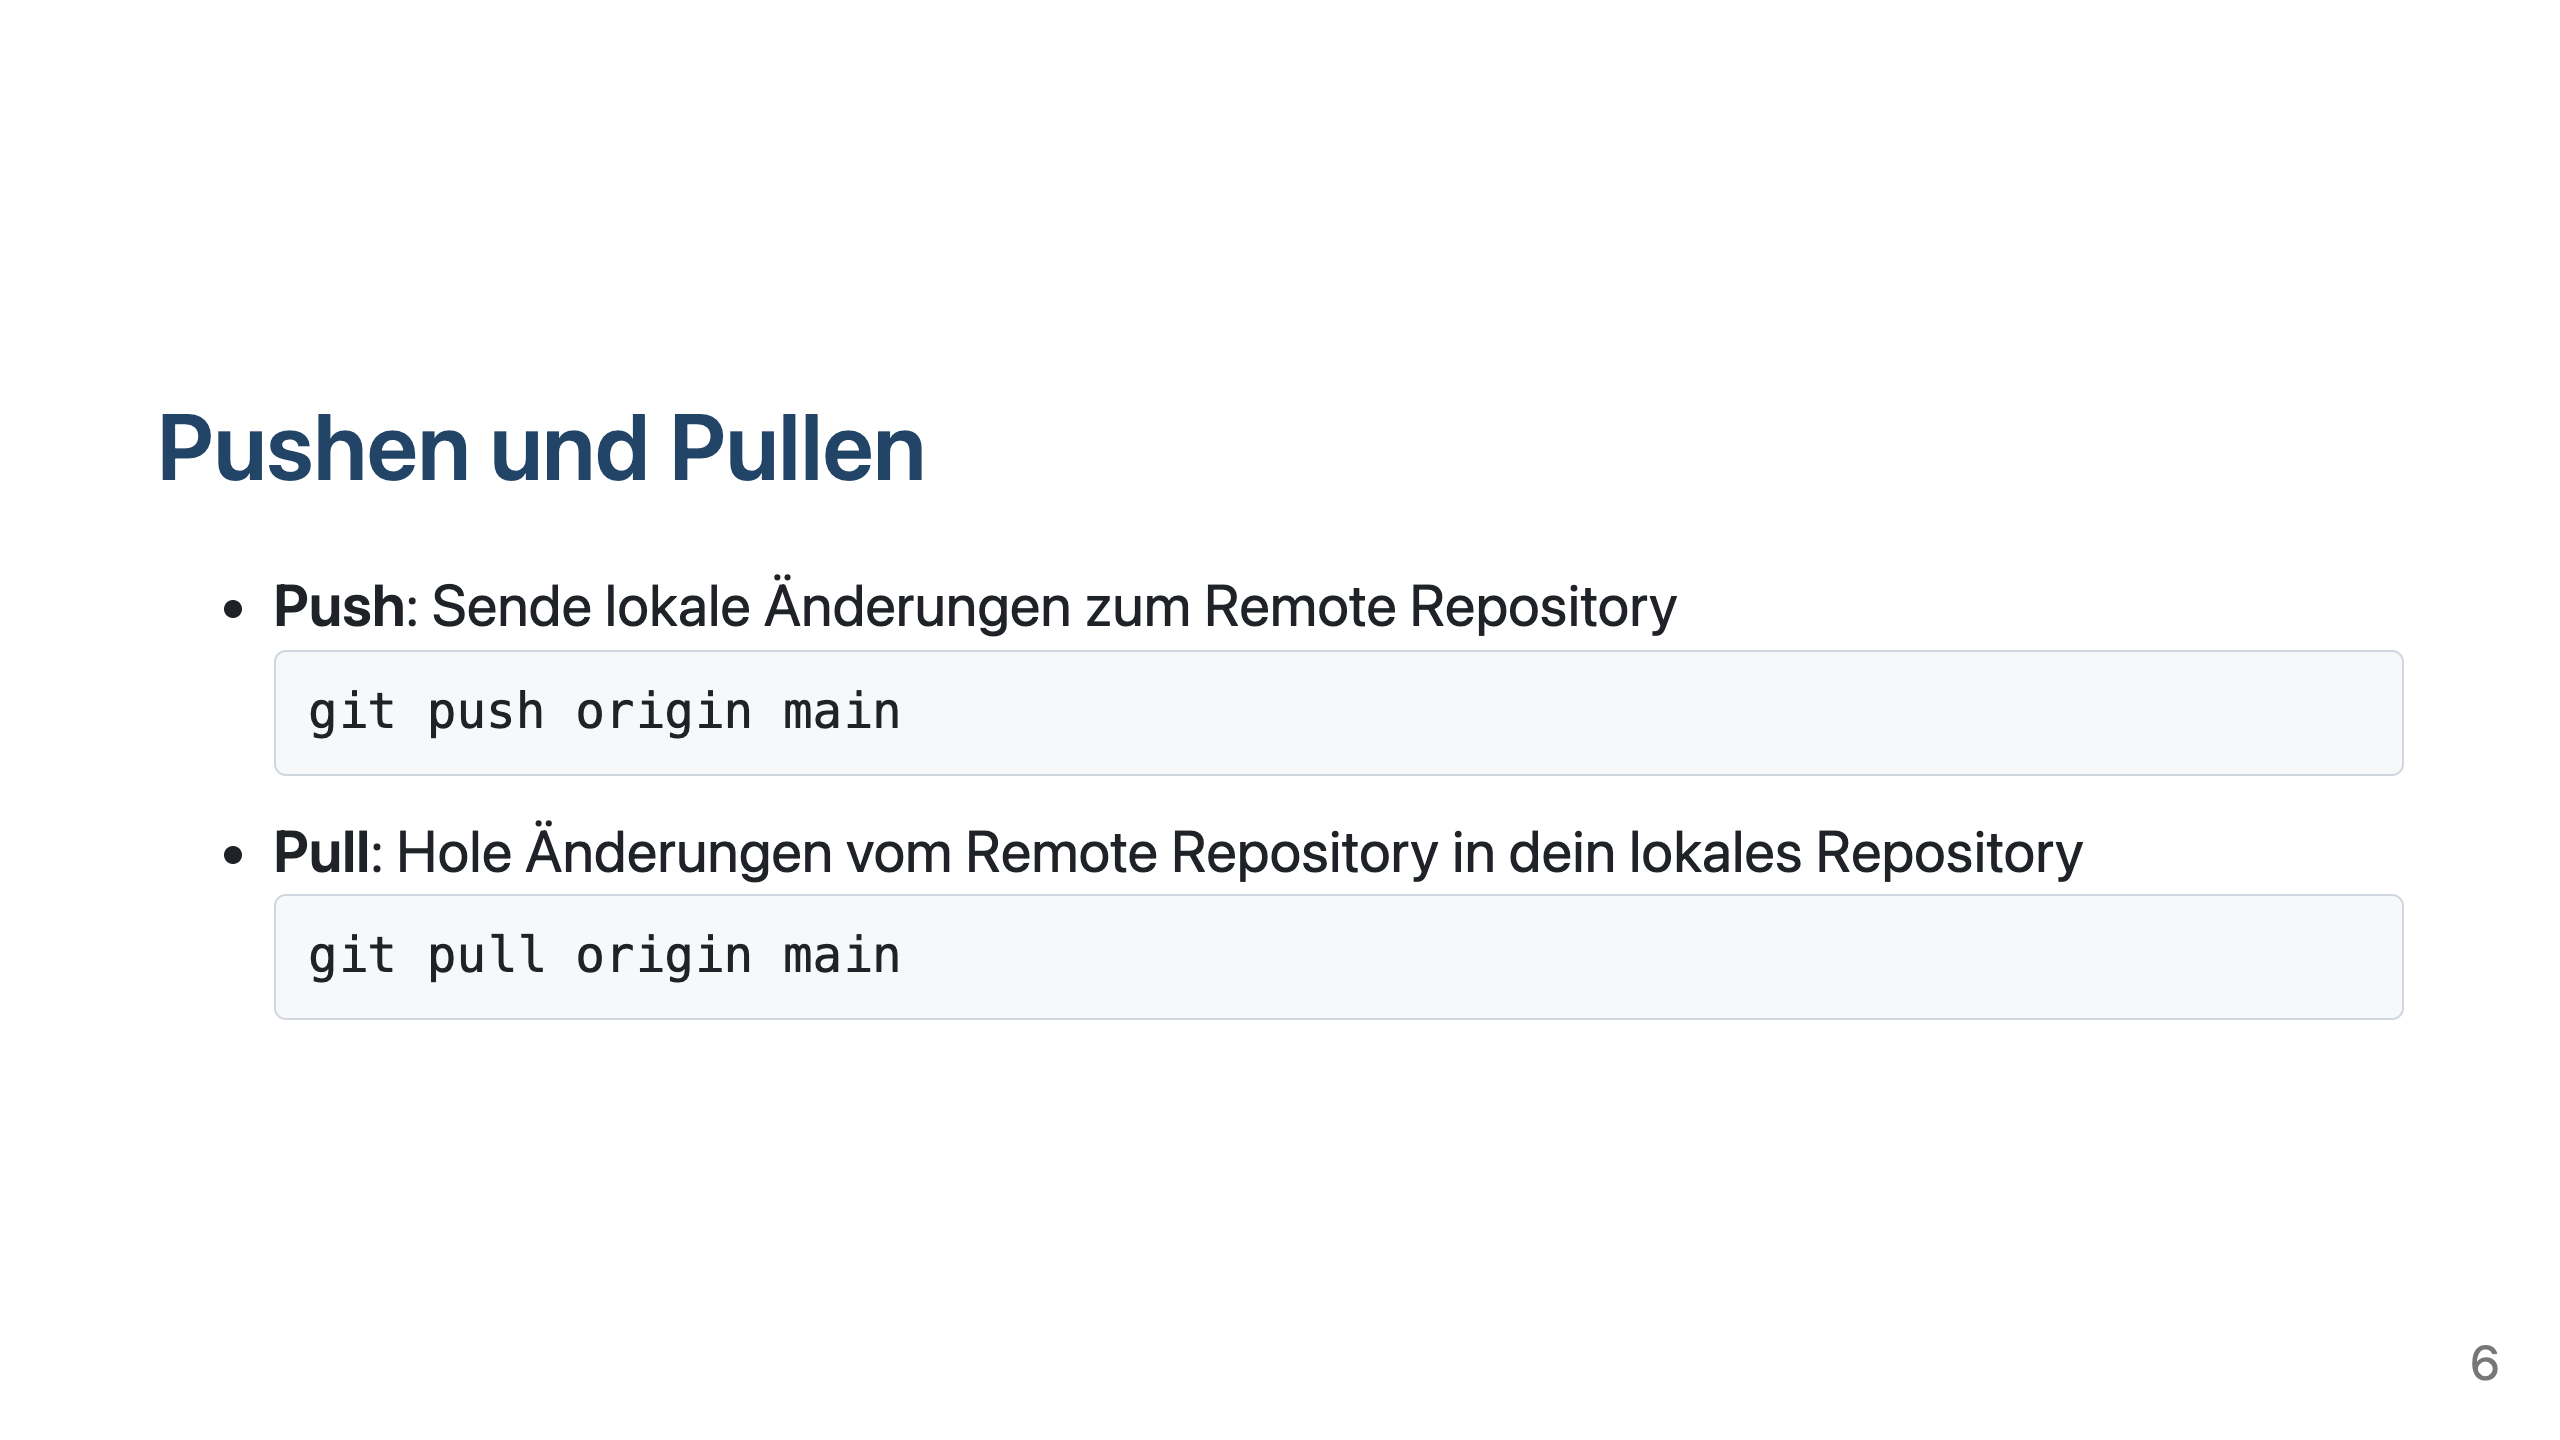 Pushen und Pullen
• Push: Sende lokale Änderungen zum Remote Repository
git push origin main
• Pull: Hole Änderungen vom Remote Repository in dein lokales Repository
git pull origin main
6